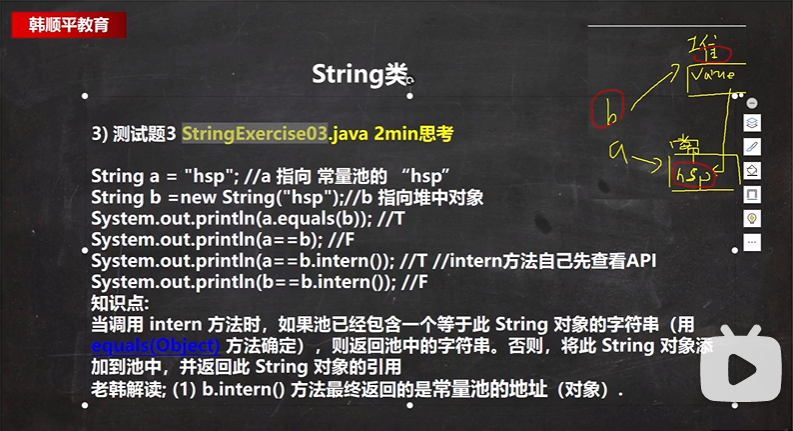 韩顺平教育
String类
3) 测试题3 StringExercise03.java 2min思考
String a = "hsp"; //a 指向 常量池的 “hsp”
String b =new String("hsp");//b 指向堆中对象
System.out.println(a.equals(b)); //T
System.out.println(a==b); //F
System.out.println(a==b.intern()); //T //intern方法自己先查看API
System.out.println(b==b.intern()); //F
知识点:
当调用 intern 方法时，如果池已经包含一个等于此 String 对象的字符串（用
equals(Object) 方法确定），则返回池中的字符串。否则，将此 String 对象添
加到池中，并返回此 String 对象的引用
老韩解读; (1) b.intern() 方法最终返回的是常量池的地址（对象）.
value
b
a
常
hsp